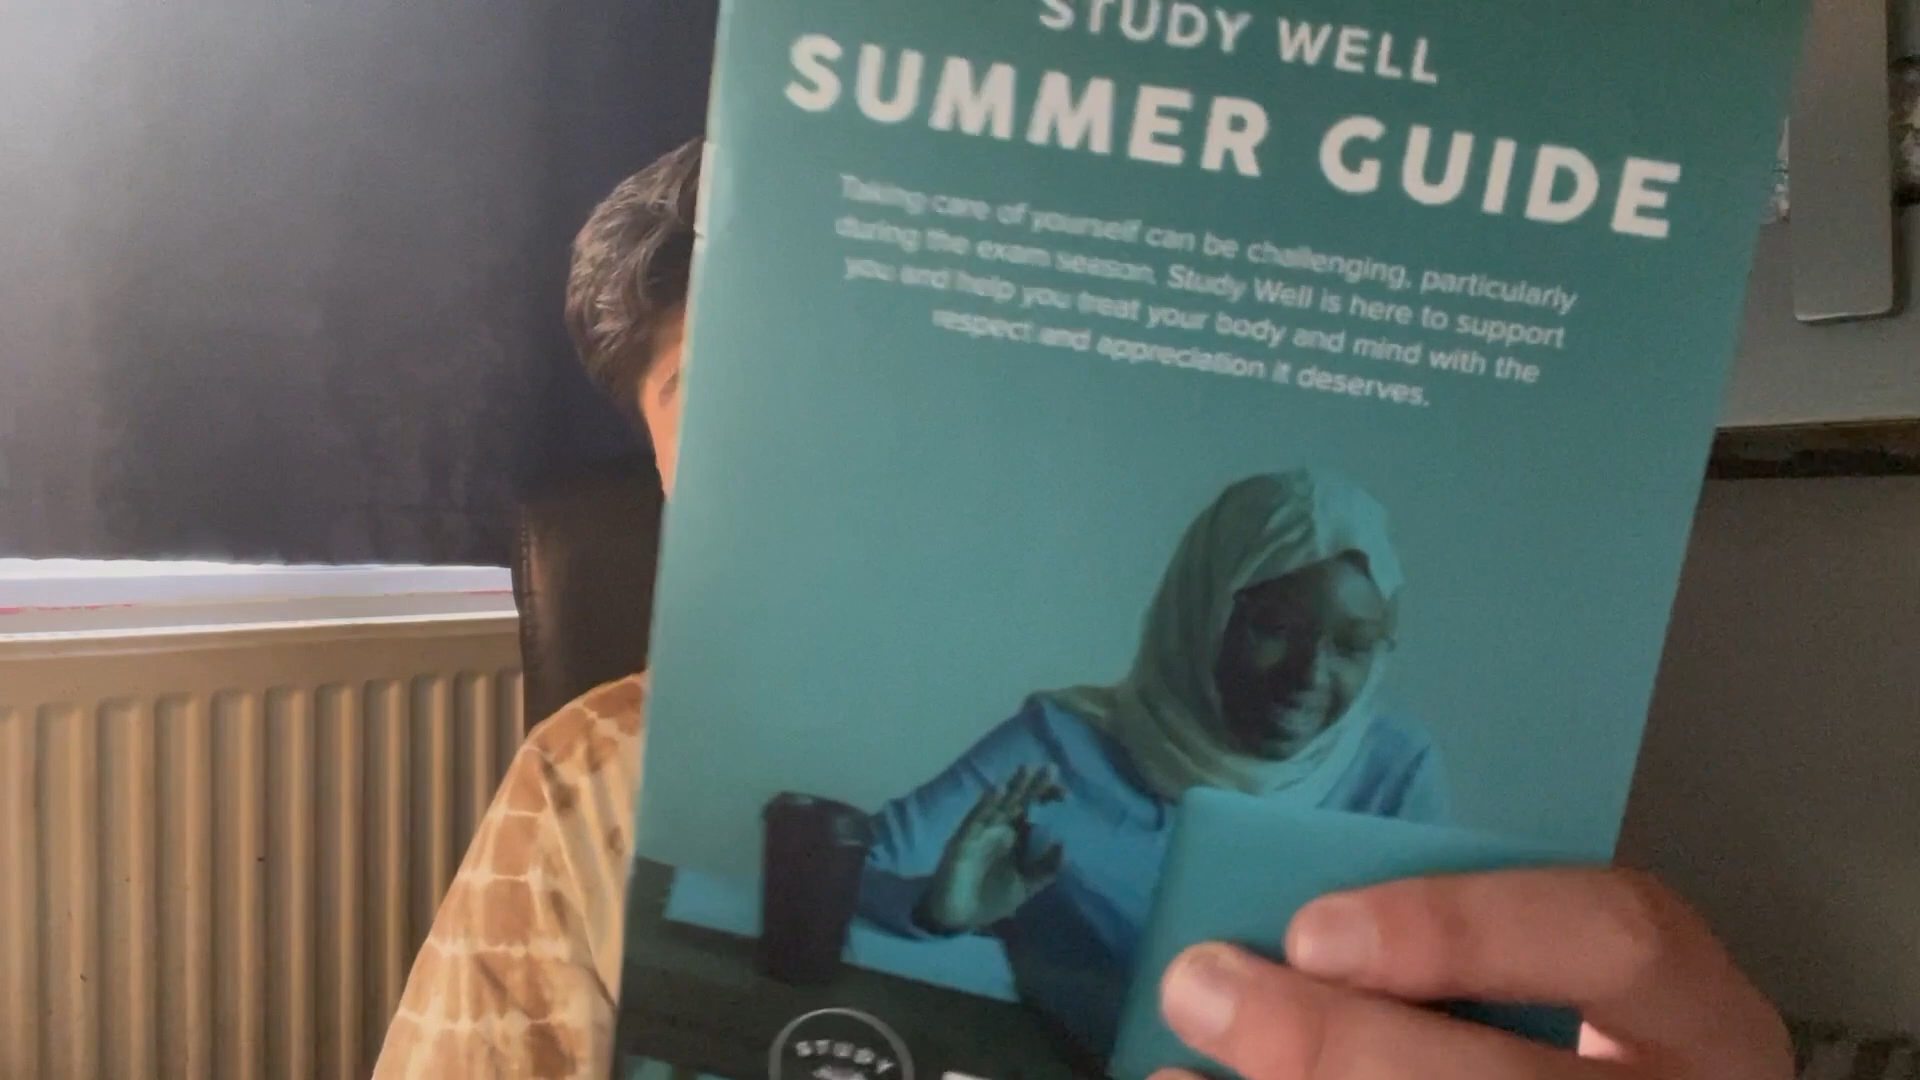 STUDY WELL
SUMMER GUIDE
Taking care of yourself can be challenging, particularly
during the exam season. Study Well is here to support
you and help you treat your body and mind with the
respect and appreciation it deserves.
STUDY